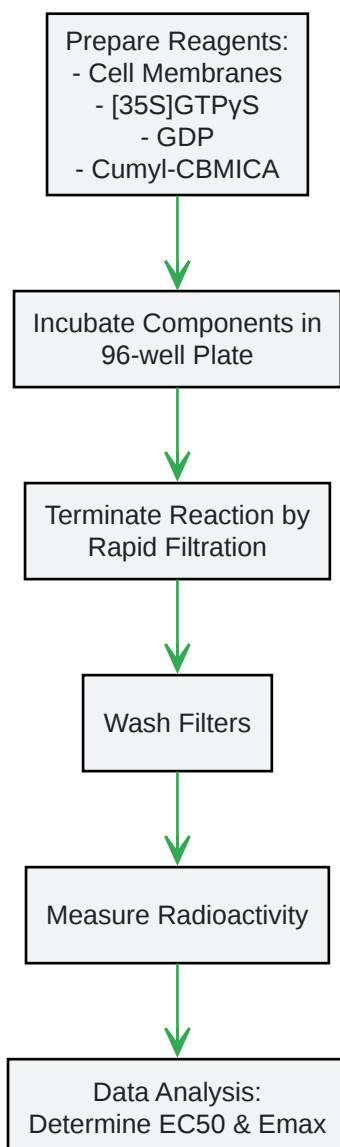 Prepare Reagents:
- Cell Membranes
- [35S]GTPγS
- GDP
- Cumyl-CBMICA
Incubate Components in
96-well Plate
Terminate Reaction by
Rapid Filtration
Wash Filters
Measure Radioactivity
Data Analysis:
Determine EC50 & Emax